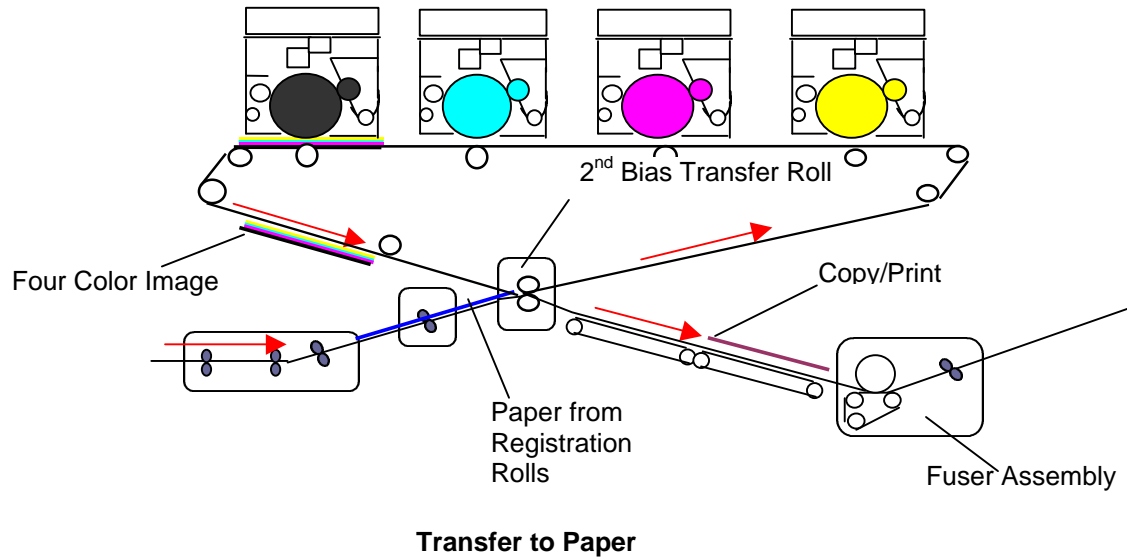 2nd Bias Transfer Roll
Four Color Image
Copy/Print
Paper from
Registration
Rolls
Fuser Assembly
Transfer to Paper